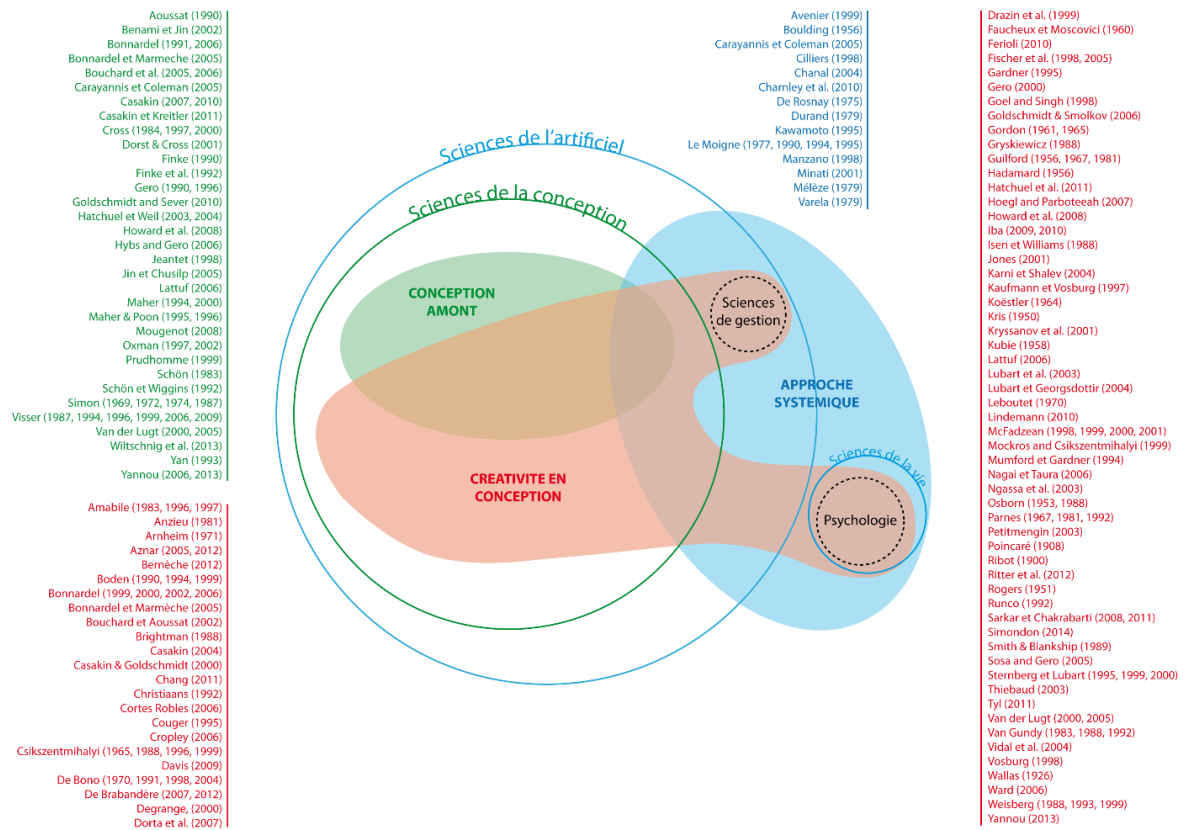 Aoussat (1990)
Benami et Jin (2002)
Bonnardel (1991, 2006)
Bonnardel et Marmeche (2005)
Bouchard et al. (2005, 2006)
Carayannis et Coleman (2005)
Casakin (2007, 2010)
Casakin et Kreitler (2011)
Cross (1984, 1997, 2000)
Dorst & Cross (2001)
Finke (1990)
Finke et al. (1992)
Gero (1990, 1996)
Goldschmidt and Sever (2010)
Hatchuel et Weil (2003, 2004)
Howard et al. (2008)
Hybs and Gero (2006)
Jeantet (1998)
Jin et Chusilp (2005)
Lattuf (2006)
Maher (1994, 2000)
Maher & Poon (1995, 1996)
Mougenot (2008)
Oxman (1997, 2002)
Prudhomme (1999)
Schön (1983)
Schön et Wiggins (1992)
Simon (1969, 1972, 1974, 1987)
Visser (1987, 1994, 1996, 1999, 2006, 2009)
Van der Lugt (2000, 2005)
Wiltschnig et al. (2013)
Yan (1993)
Yannou (2006, 2013)
Amabile (1983, 1996, 1997)
Anzieu (1981)
Arnheim (1971)
Aznar (2005, 2012)
Bernèche (2012)
Boden (1990, 1994, 1999)
Bonnardel (1999, 2000, 2002, 2006)
Bonnardel et Marmèche (2005)
Bouchard et Aoussat (2002)
Brightman (1988)
Casakin (2004)
Casakin & Goldschmidt (2000)
Chang (2011)
Christiaans (1992)
Cortes Robles (2006)
Couger (1995)
Cropley (2006)
Csikszentmihalyi (1965, 1988, 1996, 1999)
Davis (2009)
De Bono (1970, 1991, 1998, 2004)
De Brabandère (2007, 2012)
Degrange, (2000)
Dorta et al. (2007)
Sciences de l'artificiel
Sciences de la conception
CONCEPTION
AMONT
CREATIVITE EN
CONCEPTION
Sciences
de gestion
APPROCHE
SYSTEMIQUE
Sciences de la vie
Psychologie
Avenier (1999)
Boulding (1956)
Carayannis et Coleman (2005)
Cilliers (1998)
Chanal (2004)
Charnley et al. (2010)
De Rosnay (1975)
Durand (1979)
Kawamoto (1995)
Le Moigne (1977, 1990, 1994, 1995)
Manzano (1998)
Minati (2001)
Mélèze (1979)
Varela (1979)
Drazin et al. (1999)
Faucheux et Moscovici (1960)
Ferioli (2010)
Fischer et al. (1998, 2005)
Gardner (1995)
Gero (2000)
Goel and Singh (1998)
Goldschmidt & Smolkov (2006)
Gordon (1961, 1965)
Gryskiewicz (1988)
Guilford (1956, 1967, 1981)
Hadamard (1956)
Hatchuel et al. (2011)
Hoegl and Parboteeah (2007)
Howard et al. (2008)
Iba (2009, 2010)
Isen et Williams (1988)
Jones (2001)
Karni et Shalev (2004)
Kaufmann et Vosburg (1997)
Koëstler (1964)
Kris (1950)
Kryssanov et al. (2001)
Kubie (1958)
Lattuf (2006)
Lubart et al. (2003)
Lubart et Georgsdottir (2004)
Leboutet (1970)
Lindemann (2010)
McFadzean (1998, 1999, 2000, 2001)
Mockros and Csikszentmihalyi (1999)
Mumford et Gardner (1994)
Nagai et Taura (2006)
Ngassa et al. (2003)
Osborn (1953, 1988)
Parnes (1967, 1981, 1992)
Petitmengin (2003)
Poincaré (1908)
Ribot (1900)
Ritter et al. (2012)
Rogers (1951)
Runco (1992)
Sarkar et Chakrabarti (2008, 2011)
Simondon (2014)
Smith & Blankship (1989)
Sosa and Gero (2005)
Sternberg et Lubart (1995, 1999, 2000)
Thiebaud (2003)
Tyl (2011)
Van der Lugt (2000, 2005)
Van Gundy (1983, 1988, 1992)
Vidal et al. (2004)
Vosburg (1998)
Wallas (1926)
Ward (2006)
Weisberg (1988, 1993, 1999)
Yannou (2013)